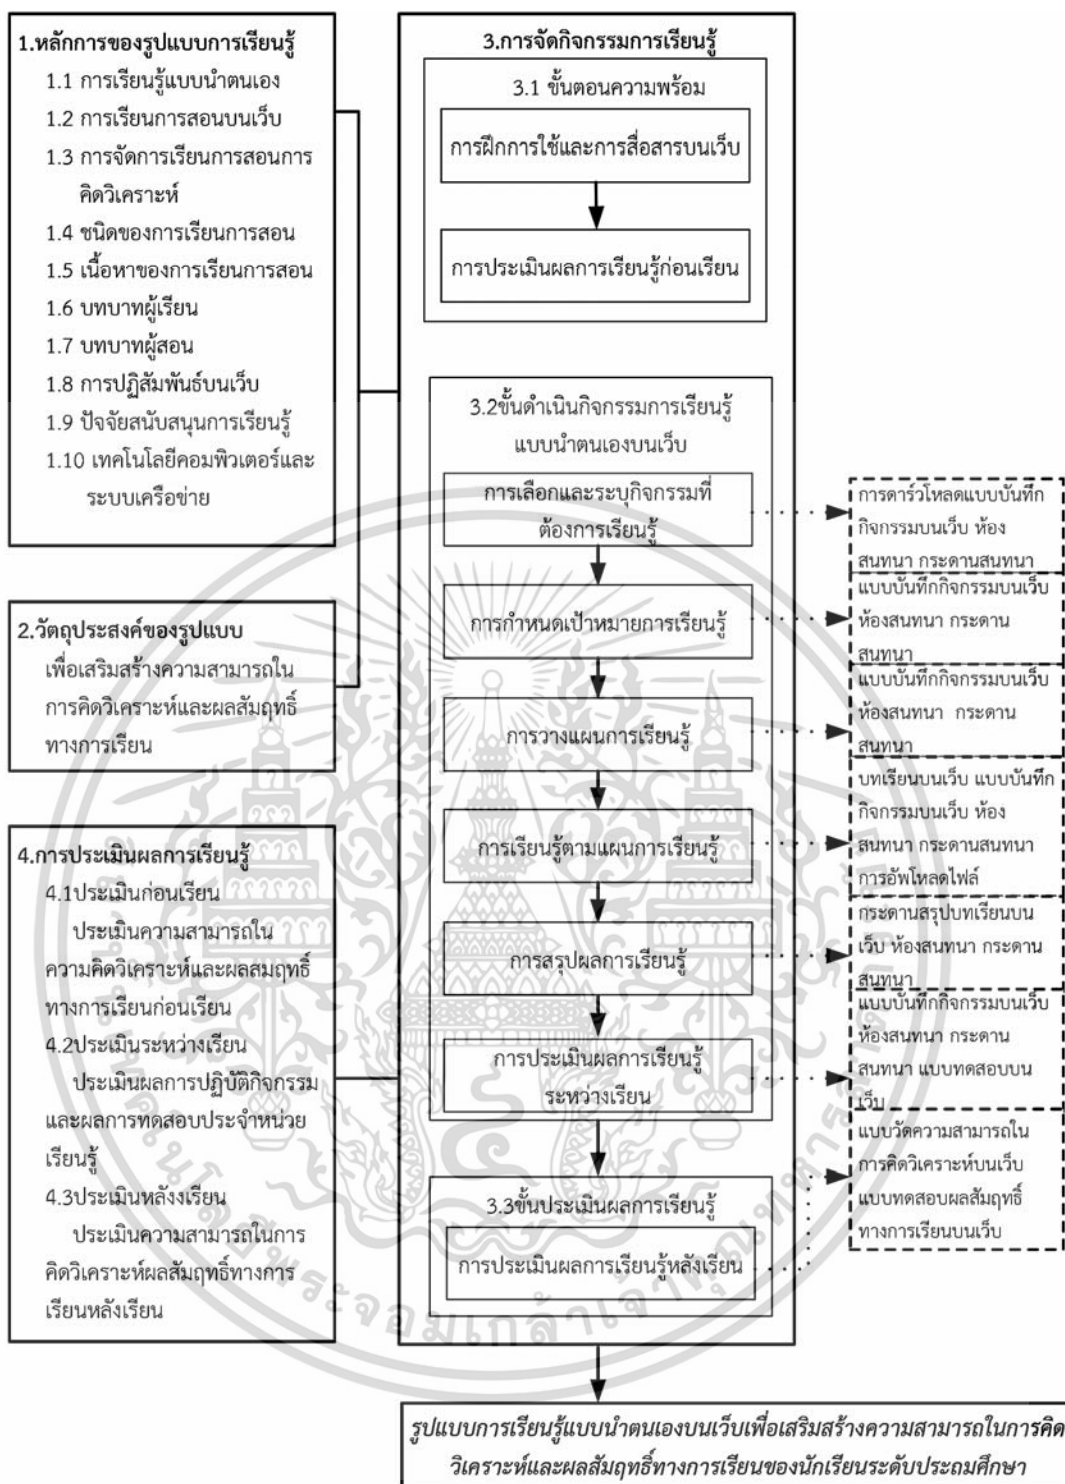 1.หลักการของรูปแบบการเรียนรู้
1.1 การเรียนรู้แบบนำตนเอง
1.2 การเรียนการสอนบนเว็บ
1.3 การจัดการเรียนการสอนการ
คิดวิเคราะห์
1.4 ชนิดของการเรียนการสอน
1.5 เนื้อหาของการเรียนการสอน
1.6 บทบาทผู้เรียน
1.7 บทบาทผู้สอน
1.8 การปฏิสัมพันธ์บนเว็บ
1.9 ปัจจัยสนับสนุนการเรียนรู้
1.10 เทคโนโลยีคอมพิวเตอร์และ
ระบบเครือข่าย
2.วัตถุประสงค์ของรูปแบบ
เพื่อเสริมสร้างความสามารถใน
การคิดวิเคราะห์และผลสัมฤทธิ์
ทางการเรียน
4.การประเมินผลการเรียนรู้
4.1ประเมินก่อนเรียน
ประเมินความสามารถใน
ความคิดวิเคราะห์และผลสมฤทธิ์
ทางการเรียนก่อนเรียน
4.2ประเมินระหว่างเรียน
ประเมินผลการปฏิบัติกิจกรรม
และผลการทดสอบประจำหน่วย
เรียนรู้
4.3ประเมินหลังงเรียน
ประเมินความสามารถในการ
คิดวิเคราะห์ผลสัมฤทธิ์ทางการ
เรียนหลังเรียน
3.การจัดกิจกรรมการเรียนรู้
3.1 ขั้นตอนความพร้อม
การฝึกการใช้และการสื่อสารบนเว็บ
การประเมินผลการเรียนรู้ก่อนเรียน
3.2ขั้นดำเนินกิจกรรมการเรียนรู้
แบบนำตนเองบนเว็บ
การเลือกและระบุกิจกรรมที่
ต้องการเรียนรู้
การกำหนดเป้าหมายการเรียนรู้
การวางแผนการเรียนรู้
การเรียนรู้ตามแผนการเรียนรู้
การสรุปผลการเรียนรู้
การประเมินผลการเรียนรู้
ระหว่างเรียน
3.3ขั้นประเมินผลการเรียนรู้
การประเมินผลการเรียนรู้หลังเรียน
การดาร์วโหลดแบบบันทึก
กิจกรรมบนเว็บ ห้อง
สนทนา กระดานสนทนา
แบบบันทึกกิจกรรมบนเว็บ
ห้องสนทนา กระดาน
สนทนา
แบบบันทึกกิจกรรมบนเว็บ
ห้องสนทนา กระดาน
สนทนา
บทเรียนบนเว็บ แบบบันทึก
กิจกรรมบนเว็บ ห้อง
สนทนา กระดานสนทนา
การอัพโหลดไฟล์
กระดานสรุปบทเรียนบน
เว็บ ห้องสนทนา กระดาน
สนทนา
แบบบันทึกกิจกรรมบนเว็บ
ห้องสนทนา กระดาน
สนทนา แบบทดสอบบน
เว็บ
แบบวัดความสามารถใน
การคิดวิเคราะห์บนเว็บ
แบบทดสอบผลสัมฤทธิ์
ทางการเรียนบนเว็บ
รูปแบบการเรียนรู้แบบนำตนเองบนเว็บเพื่อเสริมสร้างความสามารถในการคิด
วิเคราะห์และผลสัมฤทธิ์ทางการเรียนของนักเรียนระดับประถมศึกษา